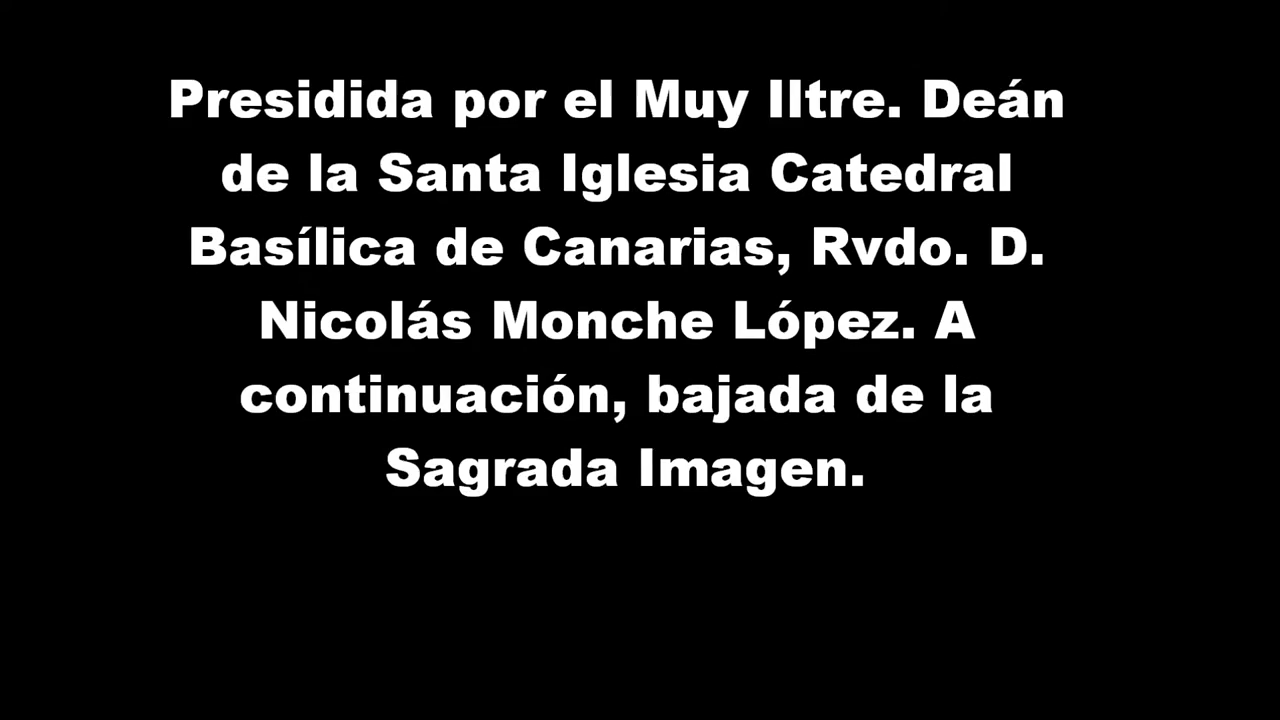 Presidida por el Muy Iltre. Deán
de la Santa Iglesia Catedral
Basílica de Canarias, Rvdo. D.
Nicolás Monche López. A
continuación, bajada de la
Sagrada Imagen.